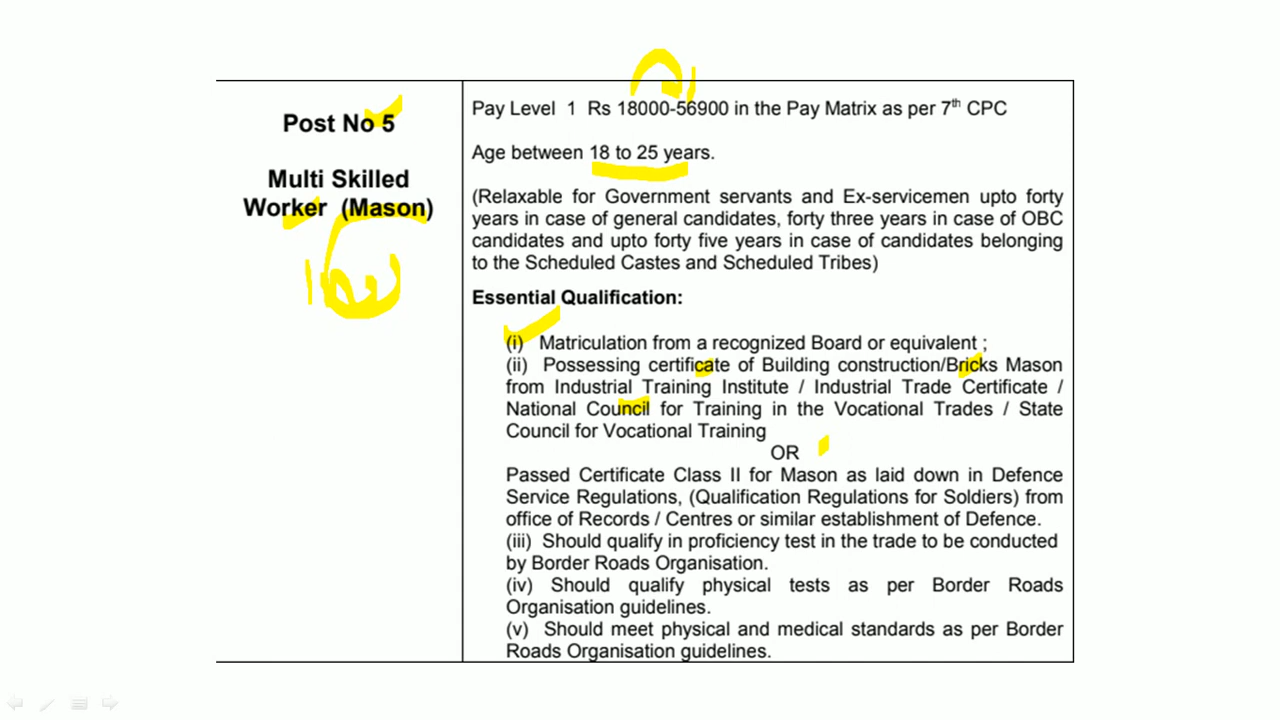 Post No 5
Multi Skilled
Worker (Mason)
Pay Level 1 Rs 18000-56900 in the Pay Matrix as per 7th CPC
Age between 18 to 25 years.
(Relaxable for Government servants and Ex-servicemen upto forty
years in case of general candidates, forty three years in case of OBC
candidates and upto forty five years in case of candidates belonging
to the Scheduled Castes and Scheduled Tribes)
Essential Qualification:
(i) Matriculation from a recognized Board or equivalent ;
(ii) Possessing certificate of Building construction/Bricks Mason
from Industrial Training Institute / Industrial Trade Certificate /
National Council for Training in the Vocational Trades / State
Council for Vocational Training
OR
Passed Certificate Class II for Mason as laid down in Defence
Service Regulations, (Qualification Regulations for Soldiers) from
office of Records / Centres or similar establishment of Defence.
(iii) Should qualify in proficiency test in the trade to be conducted
by Border Roads Organisation.
(iv) Should qualify physical tests as per Border Roads
Organisation guidelines.
(v) Should meet physical and medical standards as per Border
Roads Organisation guidelines.